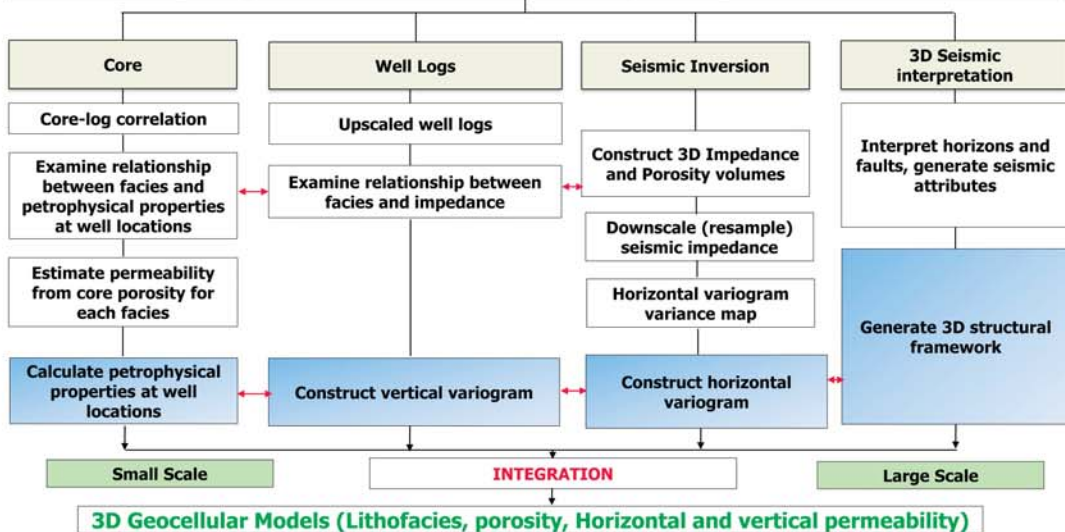 Core
Well Logs
Seismic Inversion
3D Seismic
interpretation
Core-log correlation
Upscaled well logs
Construct 3D Impedance
and Porosity volumes
Interpret horizons and
faults, generate seismic
attributes
Examine relationship
between facies and
petrophysical properties
at well locations
Examine relationship between
facies and impedance
Downscale (resample)
seismic impedance
Estimate permeability
from core porosity for
each facies
Horizontal variogram
variance map
Generate 3D structural
framework
Calculate petrophysical
properties at well
locations
Construct vertical variogram
Construct horizontal
variogram
Small Scale
INTEGRATION
Large Scale
3D Geocellular Models (Lithofacies, porosity, Horizontal and vertical permeability)